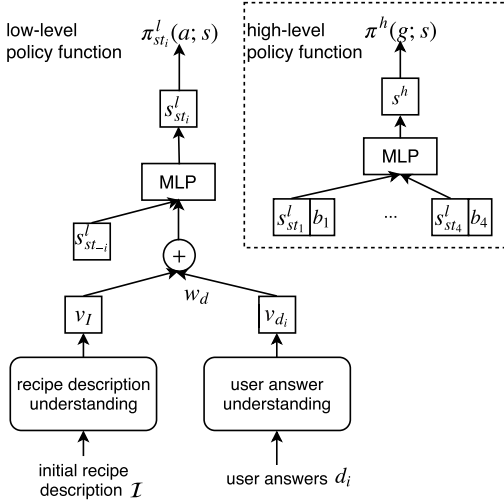 low-level
policy function
π^l_{st_i}(a; s)
s^l_{st_i}
MLP
s^l_{st_{-i}}
+
w_d
v_I
v_{d_i}
recipe description
understanding
user answer
understanding
initial recipe
description 𝓘
user answers d_i
high-level
policy function
π^h(g; s)
s^h
MLP
s^l_{st_1} b_1 ... s^l_{st_4} b_4